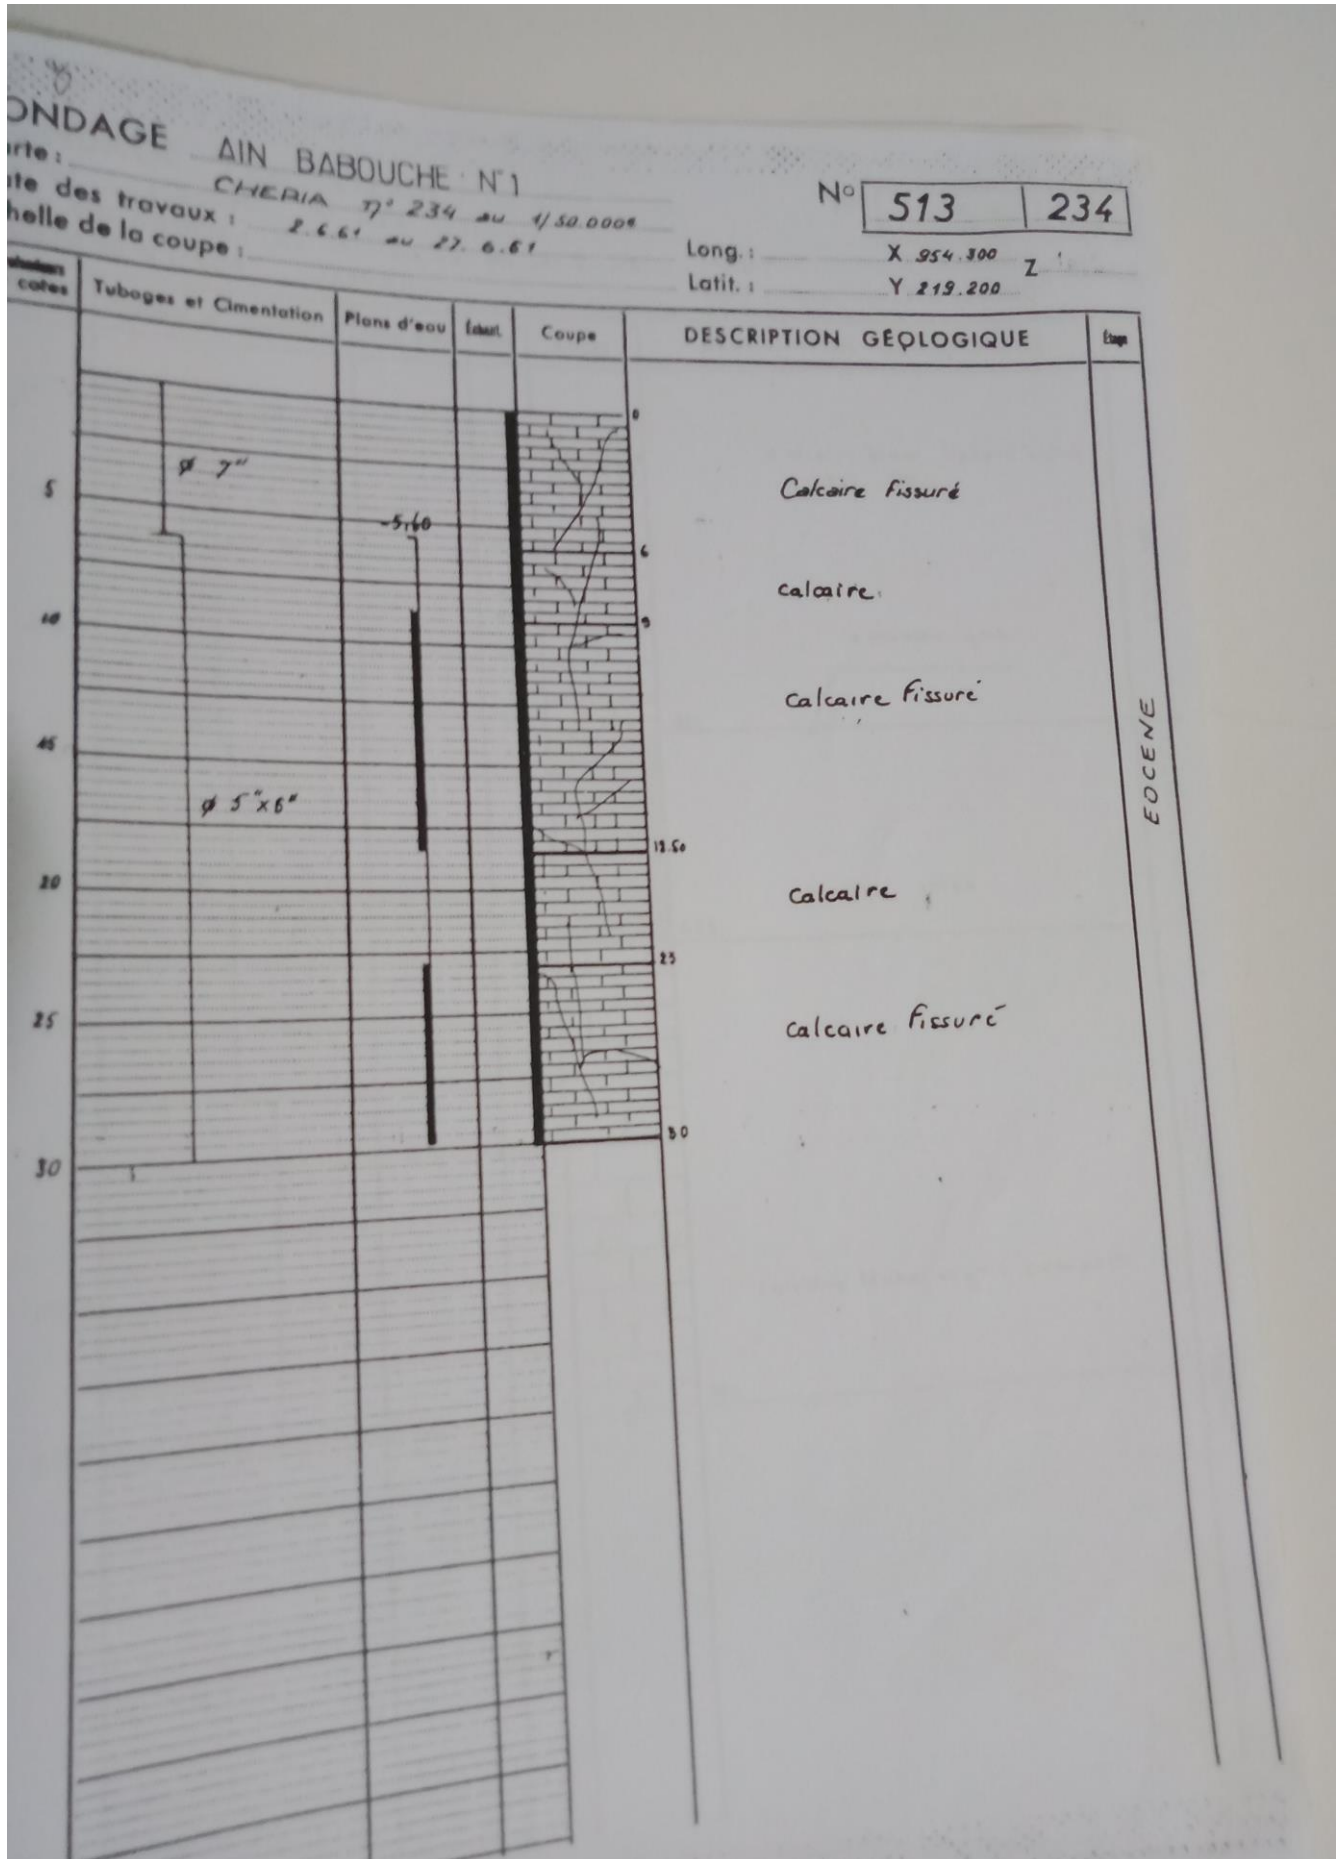 ONDAGE AIN BABOUCHE N°1
rte : CHERIA n° 234 au 1/50.000e
te des travaux : 2.6.61 au 27.6.61
helle de la coupe :
N° 513 234
Long. : X 954.300 Z
Latit. : Y 219.200
cotes Tubages et Cimentation Plans d'eau Échant. Coupe DESCRIPTION GÉOLOGIQUE Étage
0
ø 7"
5
Calcaire fissuré
-5,60
6
calcaire
10
9
Calcaire fissuré
EOCENE
15
ø 5"x6"
20
Calcaire
23
25
Calcaire fissuré
30
30